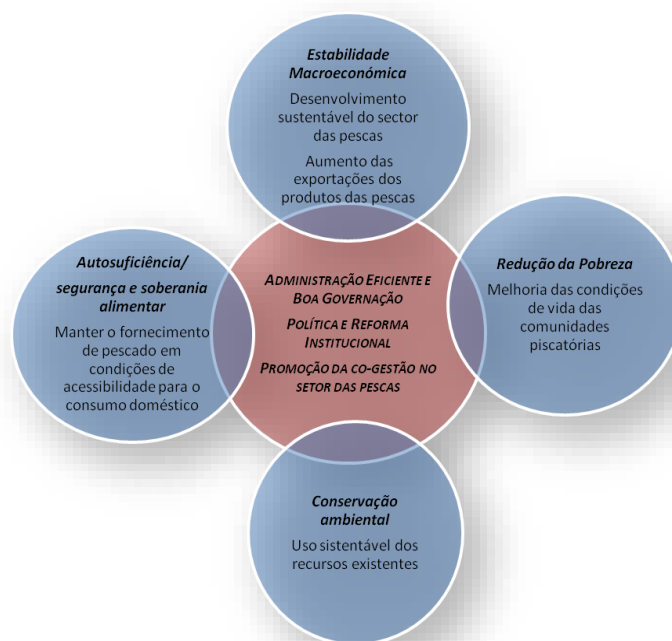 Estabilidade
Macroeconómica
Desenvolvimento
sustentável do sector
das pescas
Aumento das
exportações dos
produtos das pescas
Autosuficiência/
segurança e soberania
alimentar
Manter o fornecimento
de pescado em
condições de
acessibilidade para o
consumo doméstico
ADMINISTRAÇÃO EFICIENTE E
BOA GOVERNAÇÃO
POLÍTICA E REFORMA
INSTITUCIONAL
PROMOÇÃO DA CO-GESTÃO NO
SETOR DAS PESCAS
Redução da Pobreza
Melhoria das condições
de vida das
comunidades
piscatórias
Conservação
ambiental
Uso sistentável dos
recursos existentes